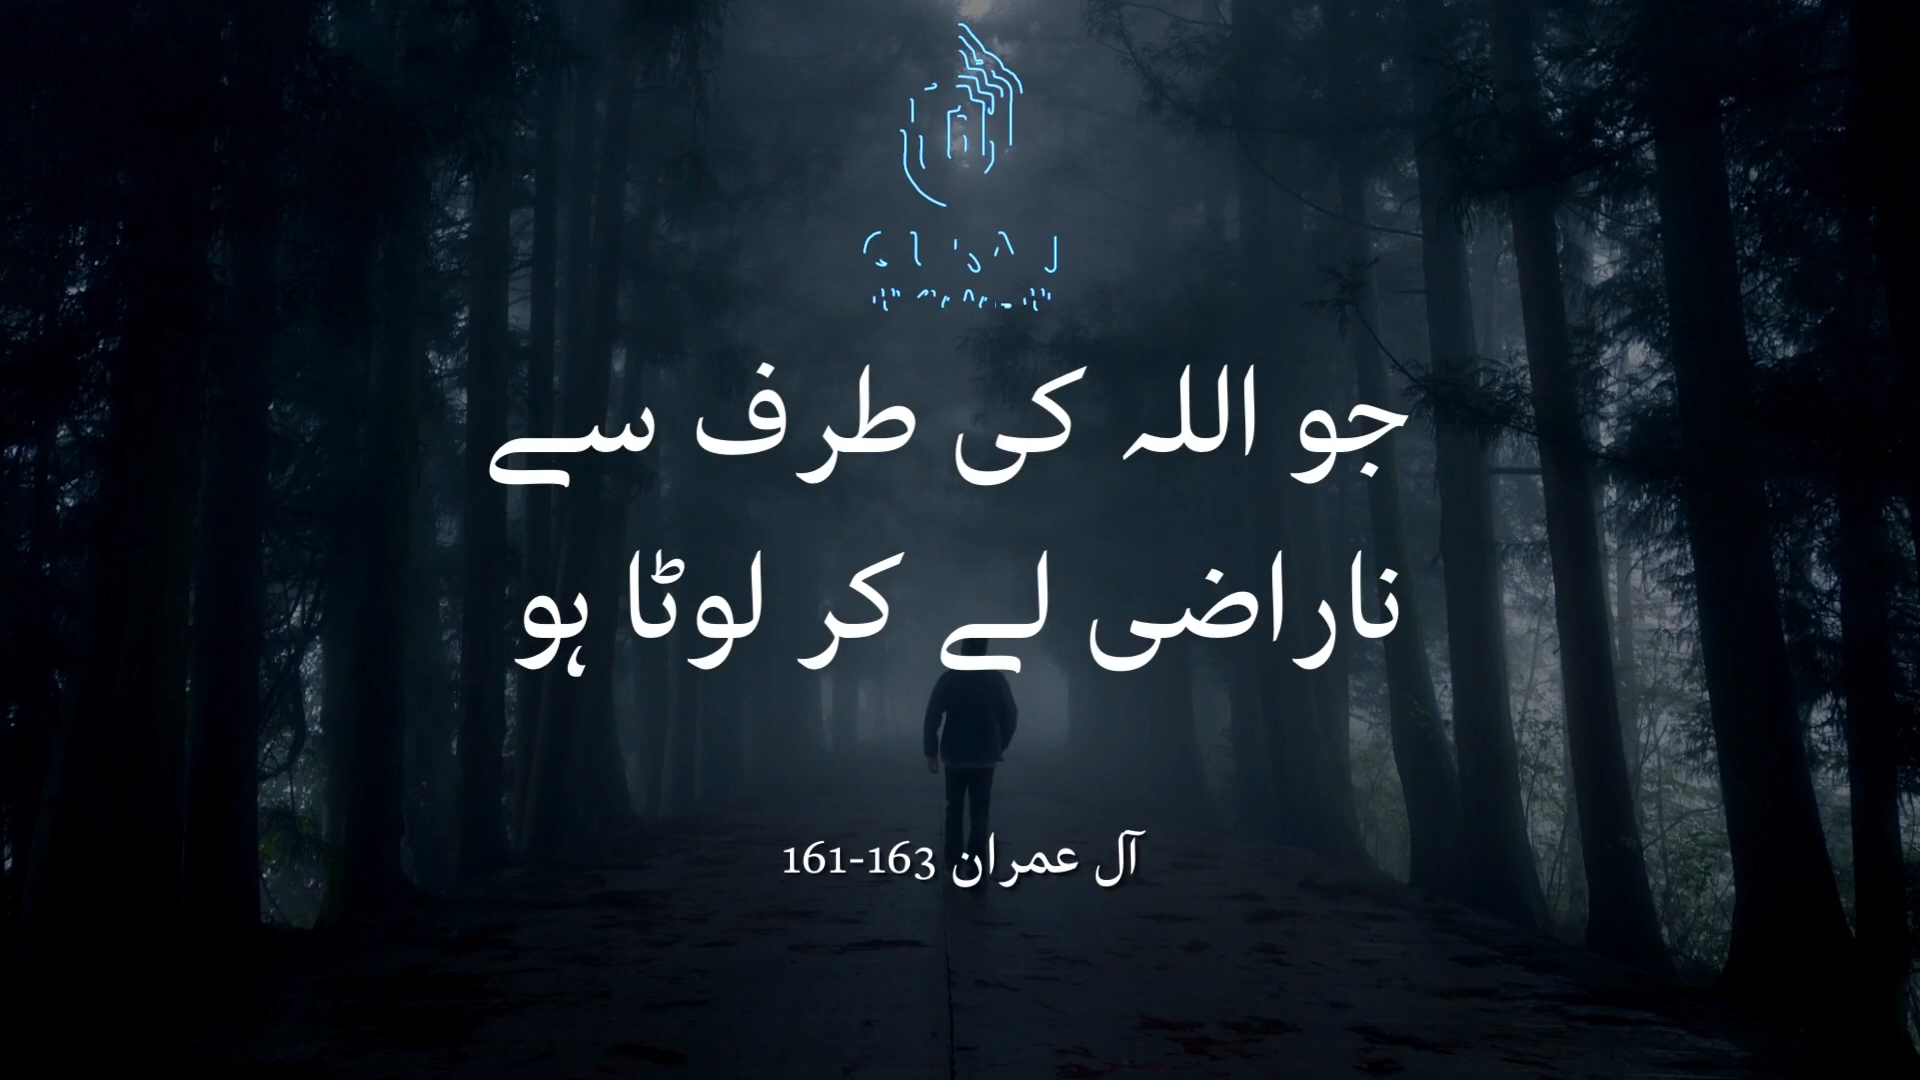 جو اللہ کی طرف سے
ناراضی لے کر لوٹا ہو
آل عمران 161-163